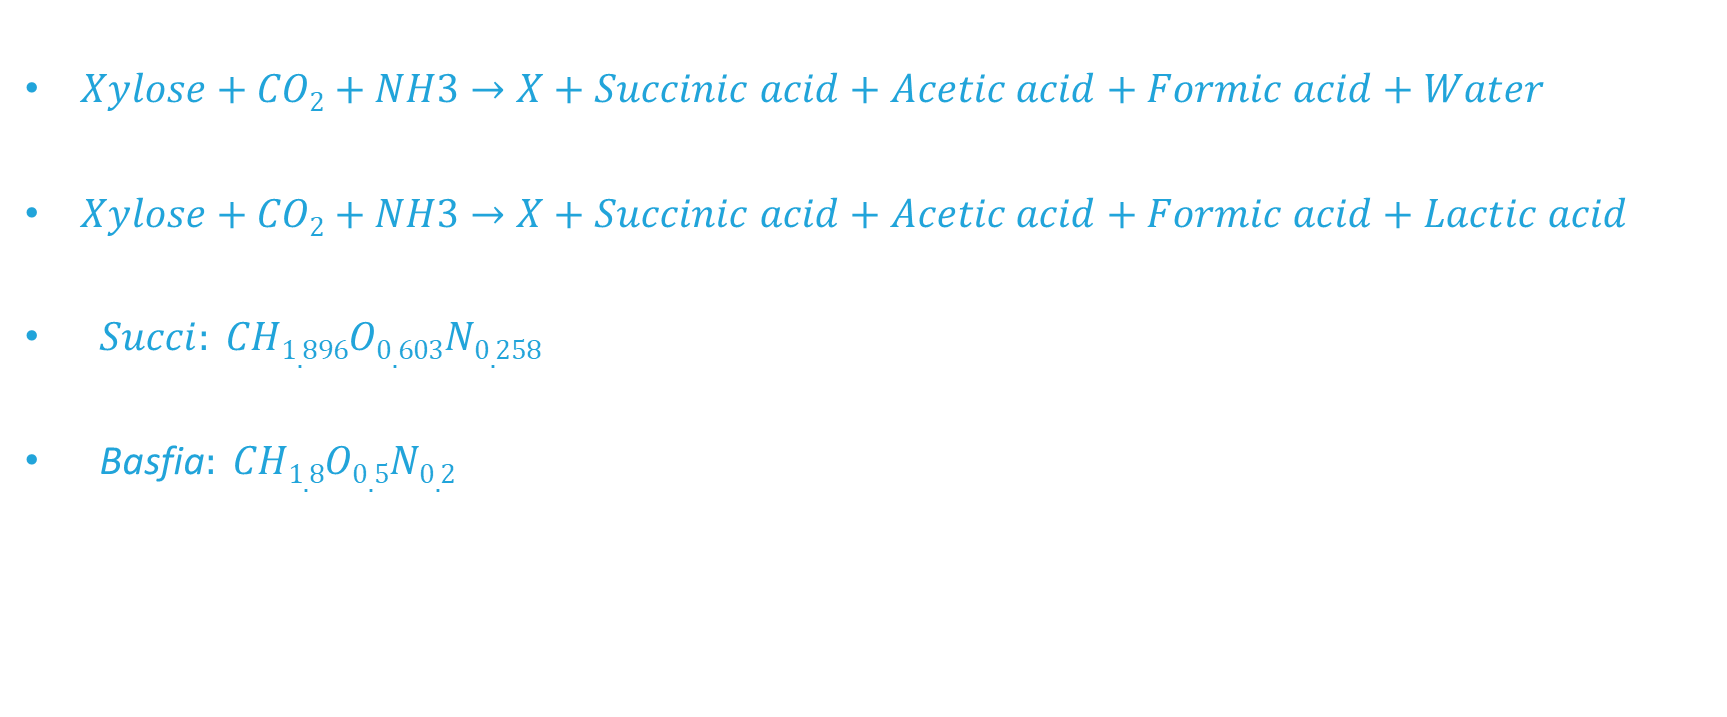 • Xylose + CO₂ + NH3 → X + Succinic acid + Acetic acid + Formic acid + Water
• Xylose + CO₂ + NH3 → X + Succinic acid + Acetic acid + Formic acid + Lactic acid
• Succi: CH₁.₈₉₆O₀.₆₀₃N₀.₂₅₈
• Basfia: CH₁.₈O₀.₅N₀.₂